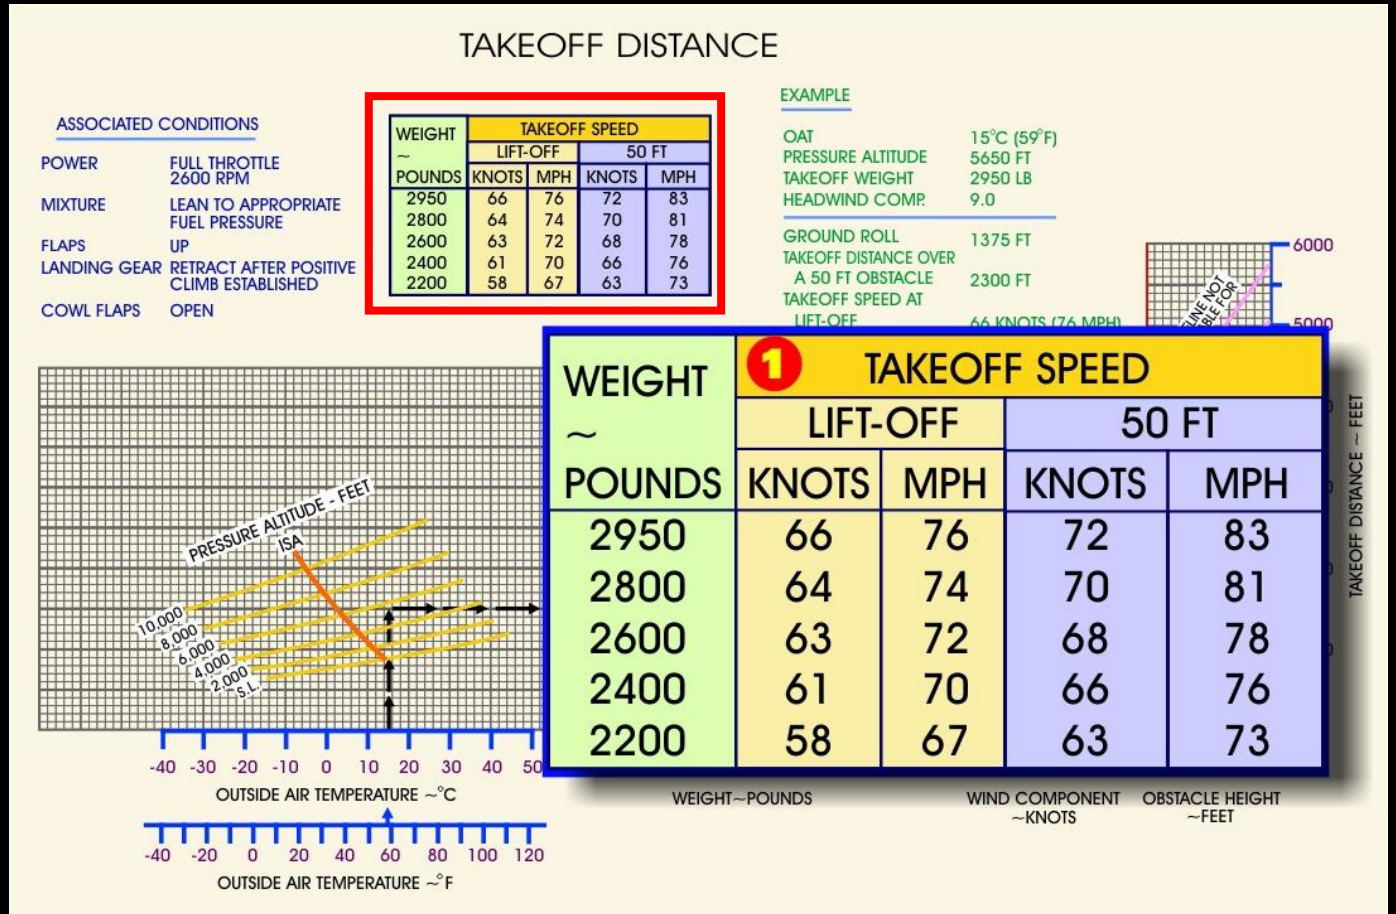 TAKEOFF DISTANCE
ASSOCIATED CONDITIONS
POWER FULL THROTTLE
2600 RPM
MIXTURE LEAN TO APPROPRIATE
FUEL PRESSURE
FLAPS UP
LANDING GEAR RETRACT AFTER POSITIVE
CLIMB ESTABLISHED
COWL FLAPS OPEN
WEIGHT TAKEOFF SPEED
~ LIFT-OFF 50 FT
POUNDS KNOTS MPH KNOTS MPH
2950 66 76 72 83
2800 64 74 70 81
2600 63 72 68 78
2400 61 70 66 76
2200 58 67 63 73
EXAMPLE
OAT 15°C (59°F)
PRESSURE ALTITUDE 5650 FT
TAKEOFF WEIGHT 2950 LB
HEADWIND COMP. 9.0
GROUND ROLL 1375 FT
TAKEOFF DISTANCE OVER
A 50 FT OBSTACLE 2300 FT
TAKEOFF SPEED AT
LIFT-OFF 66 KNOTS (76 MPH)
6000
5000
NOT
FOR
TAKEOFF DISTANCE ~ FEET
WEIGHT 1 TAKEOFF SPEED
~ LIFT-OFF 50 FT
POUNDS KNOTS MPH KNOTS MPH
2950 66 76 72 83
2800 64 74 70 81
2600 63 72 68 78
2400 61 70 66 76
2200 58 67 63 73
PRESSURE ALTITUDE - FEET
ISA
10,000
8,000
6,000
4,000
2,000
S.L.
-40 -30 -20 -10 0 10 20 30 40 50
OUTSIDE AIR TEMPERATURE ~°C
-40 -20 0 20 40 60 80 100 120
OUTSIDE AIR TEMPERATURE ~°F
WEIGHT~POUNDS
WIND COMPONENT
~KNOTS
OBSTACLE HEIGHT
~FEET